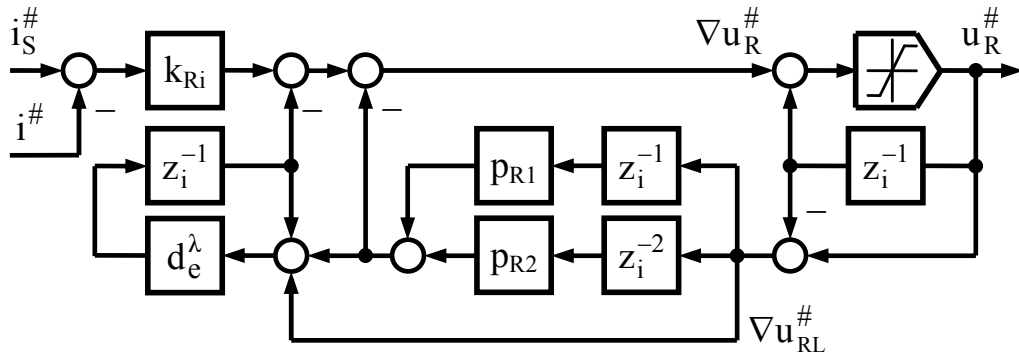 i_S^# ∇u_R^# u_R^#
k_Ri
– –
–
i^#
z_i^-1 p_R1 z_i^-1 z_i^-1
–
d_e^λ p_R2 z_i^-2
∇u_RL^#